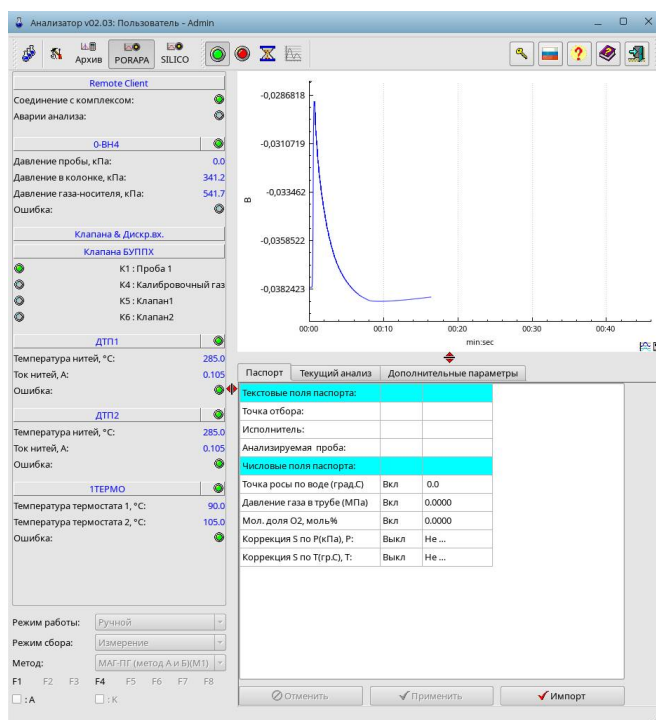 Анализатор v02.03: Пользователь - Admin
Архив PORAPA SILICO
Remote Client
Соединение с комплексом:
Аварии анализа:
0-ВН4
Давление пробы, кПа: 0.0
Давление в колонке, кПа: 341.2
Давление газа-носителя, кПа: 541.7
Ошибка:
Клапана & Дискр.вх.
Клапана БУППХ
К1 : Проба 1
К4 : Калибровочный газ
К5 : Клапан1
К6 : Клапан2
ДТП1
Температура нитей, °С: 285.0
Ток нитей, А: 0.105
Ошибка:
ДТП2
Температура нитей, °С: 285.0
Ток нитей, А: 0.105
Ошибка:
1ТЕРМО
Температура термостата 1, °С: 90.0
Температура термостата 2, °С: 105.0
Ошибка:
Режим работы: Ручной
Режим сбора: Измерение
Метод: МАГ-ПГ (метод А и Б)(М1)
F1 F2 F3 F4 F5 F6 F7 F8
: А : К
-0,0286818
-0,0310719
-0,033462
-0,0358522
-0,0382423
В
00:00 00:10 00:20 00:30 00:40
min:sec
Паспорт Текущий анализ Дополнительные параметры
Текстовые поля паспорта:
Точка отбора:
Исполнитель:
Анализируемая проба:
Числовые поля паспорта:
Точка росы по воде (град.С) Вкл 0.0
Давление газа в трубе (МПа) Вкл 0.0000
Мол. доля О2, моль% Вкл 0.0000
Коррекция S по Р(кПа), Р: Выкл Не ...
Коррекция S по Т(гр.С), Т: Выкл Не ...
Отменить Применить Импорт